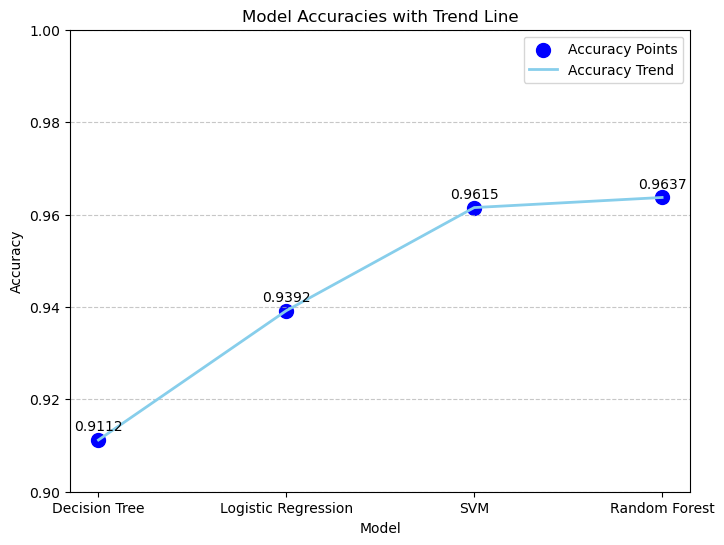 Model Accuracies with Trend Line
1.00
Accuracy Points
Accuracy Trend
0.98
0.9637
0.9615
0.96
Accuracy
0.9392
0.94
0.92
0.9112
0.90
Decision Tree Logistic Regression SVM Random Forest
Model